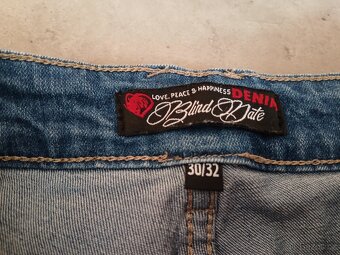 LOVE, PEACE & HAPPINESS DENIM
Blind Date
30/32